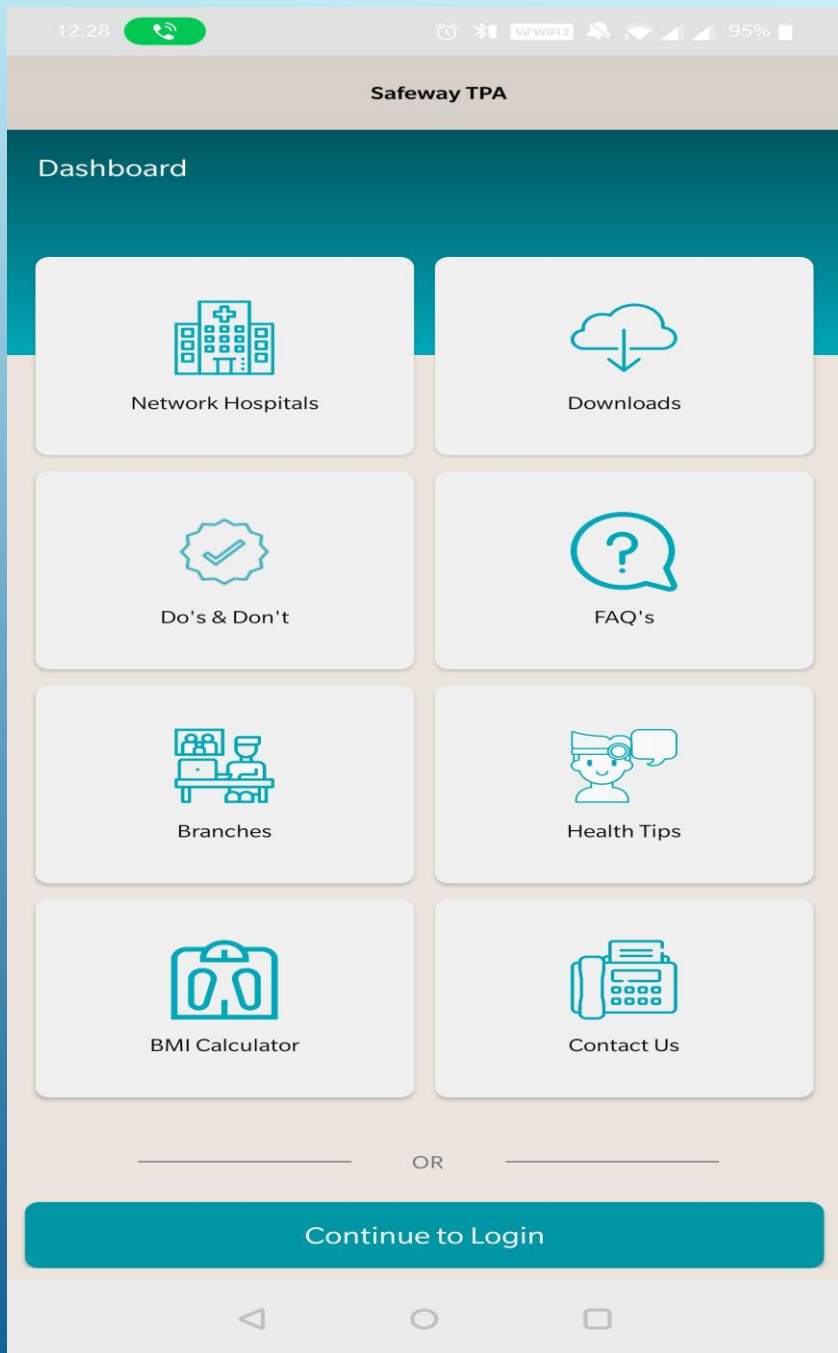 12:28
VoWiFi2 95%
Safeway TPA
Dashboard
Network Hospitals
Downloads
Do's & Don't
FAQ's
Branches
Health Tips
BMI Calculator
Contact Us
OR
Continue to Login